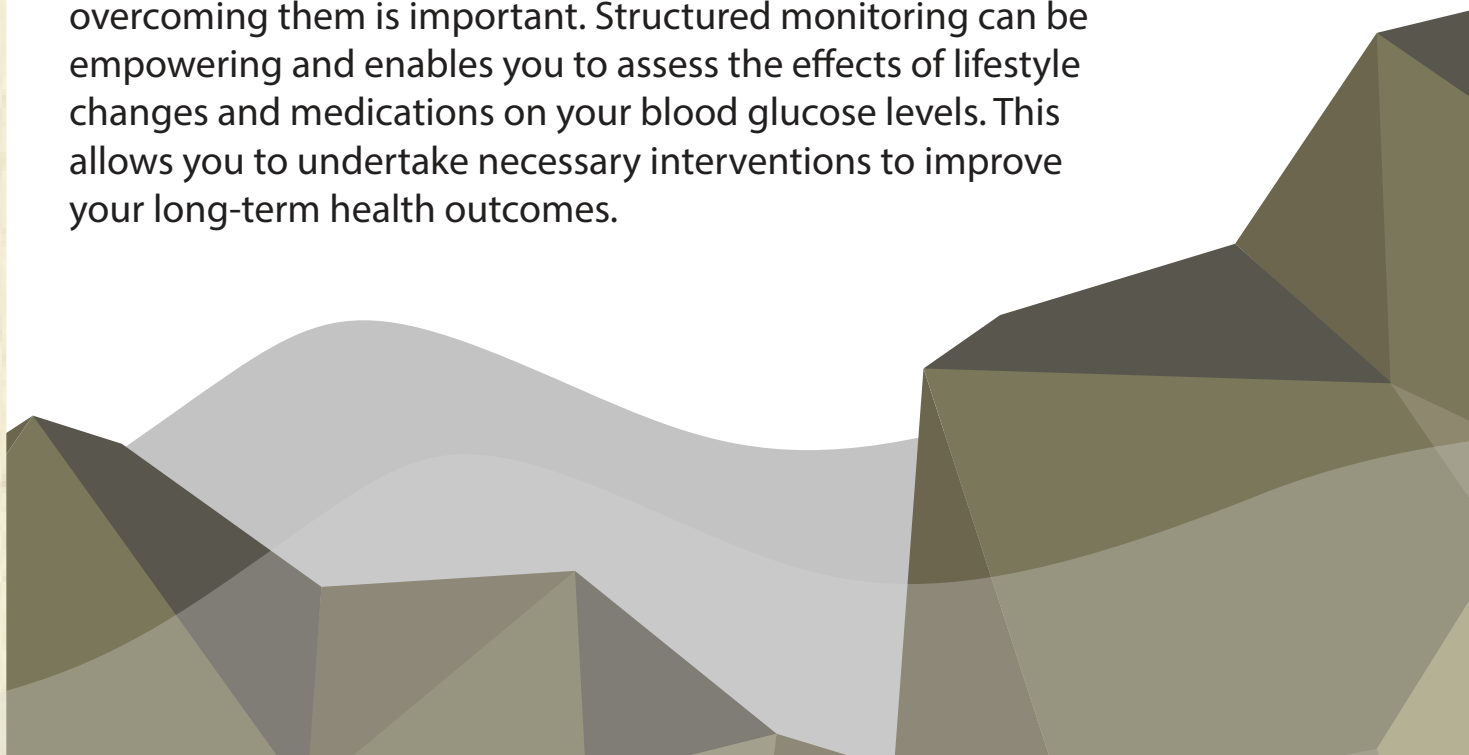 overcoming them is important. Structured monitoring can be
empowering and enables you to assess the effects of lifestyle
changes and medications on your blood glucose levels. This
allows you to undertake necessary interventions to improve
your long-term health outcomes.